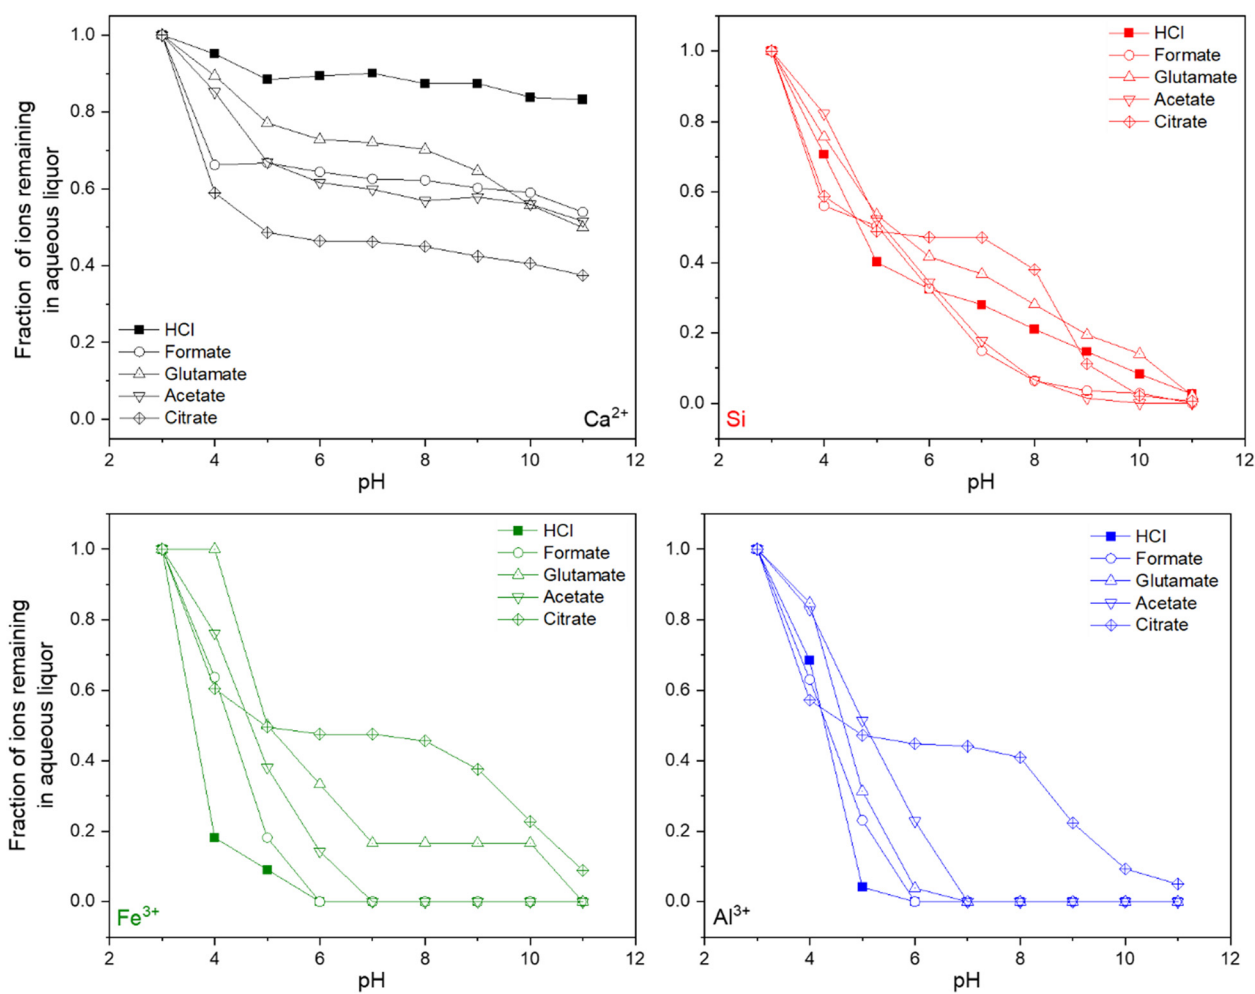 Fraction of ions remaining
in aqueous liquor
1.0
0.8
0.6
0.4
0.2
0.0
HCl
Formate
Glutamate
Acetate
Citrate
Ca2+
2
4
6
8
10
12
pH
1.0
0.8
0.6
0.4
0.2
0.0
HCl
Formate
Glutamate
Acetate
Citrate
Si
2
4
6
8
10
12
pH
Fraction of ions remaining
in aqueous liquor
1.0
0.8
0.6
0.4
0.2
0.0
HCl
Formate
Glutamate
Acetate
Citrate
Fe3+
2
4
6
8
10
12
pH
1.0
0.8
0.6
0.4
0.2
0.0
HCl
Formate
Glutamate
Acetate
Citrate
Al3+
2
4
6
8
10
12
pH